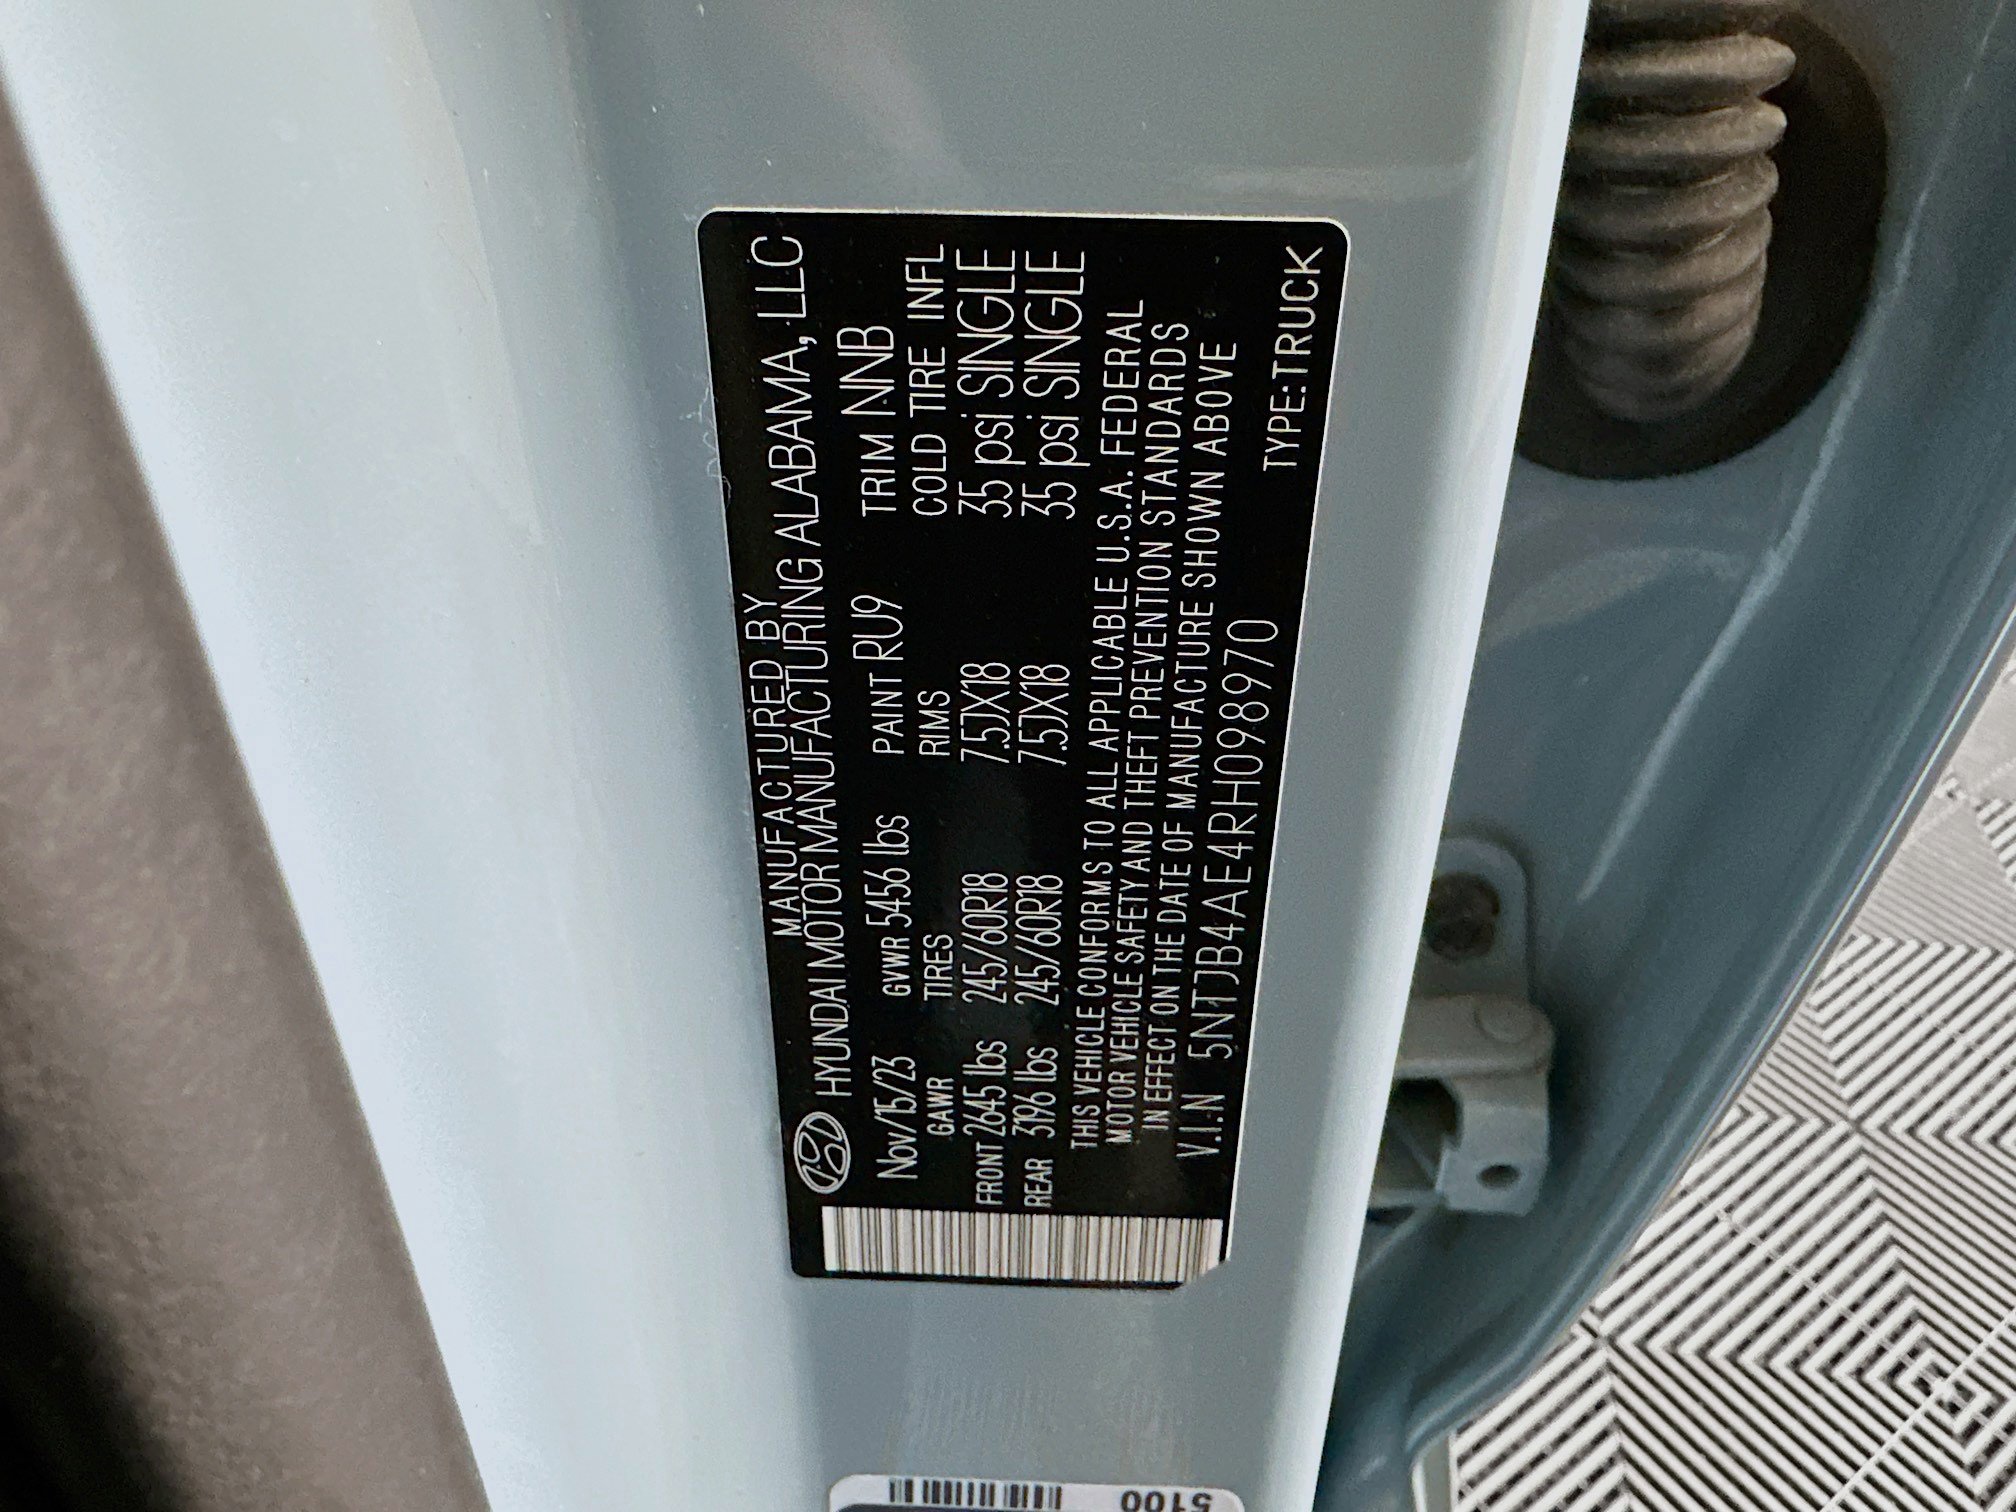 MANUFACTURED BY
HYUNDAI MOTOR MANUFACTURING ALABAMA, LLC
Nov/15/23 GVWR 5456 lbs PAINT RU9 TRIM NNB
GAWR TIRES RIMS COLD TIRE INFL
FRONT 2645 lbs 245/60R18 7.5JX18 35 psi SINGLE
REAR 3196 lbs 245/60R18 7.5JX18 35 psi SINGLE
THIS VEHICLE CONFORMS TO ALL APPLICABLE U.S.A. FEDERAL
MOTOR VEHICLE SAFETY AND THEFT PREVENTION STANDARDS
IN EFFECT ON THE DATE OF MANUFACTURE SHOWN ABOVE
V.I.N 5NTJB4AE4RH098970
TYPE:TRUCK
5100